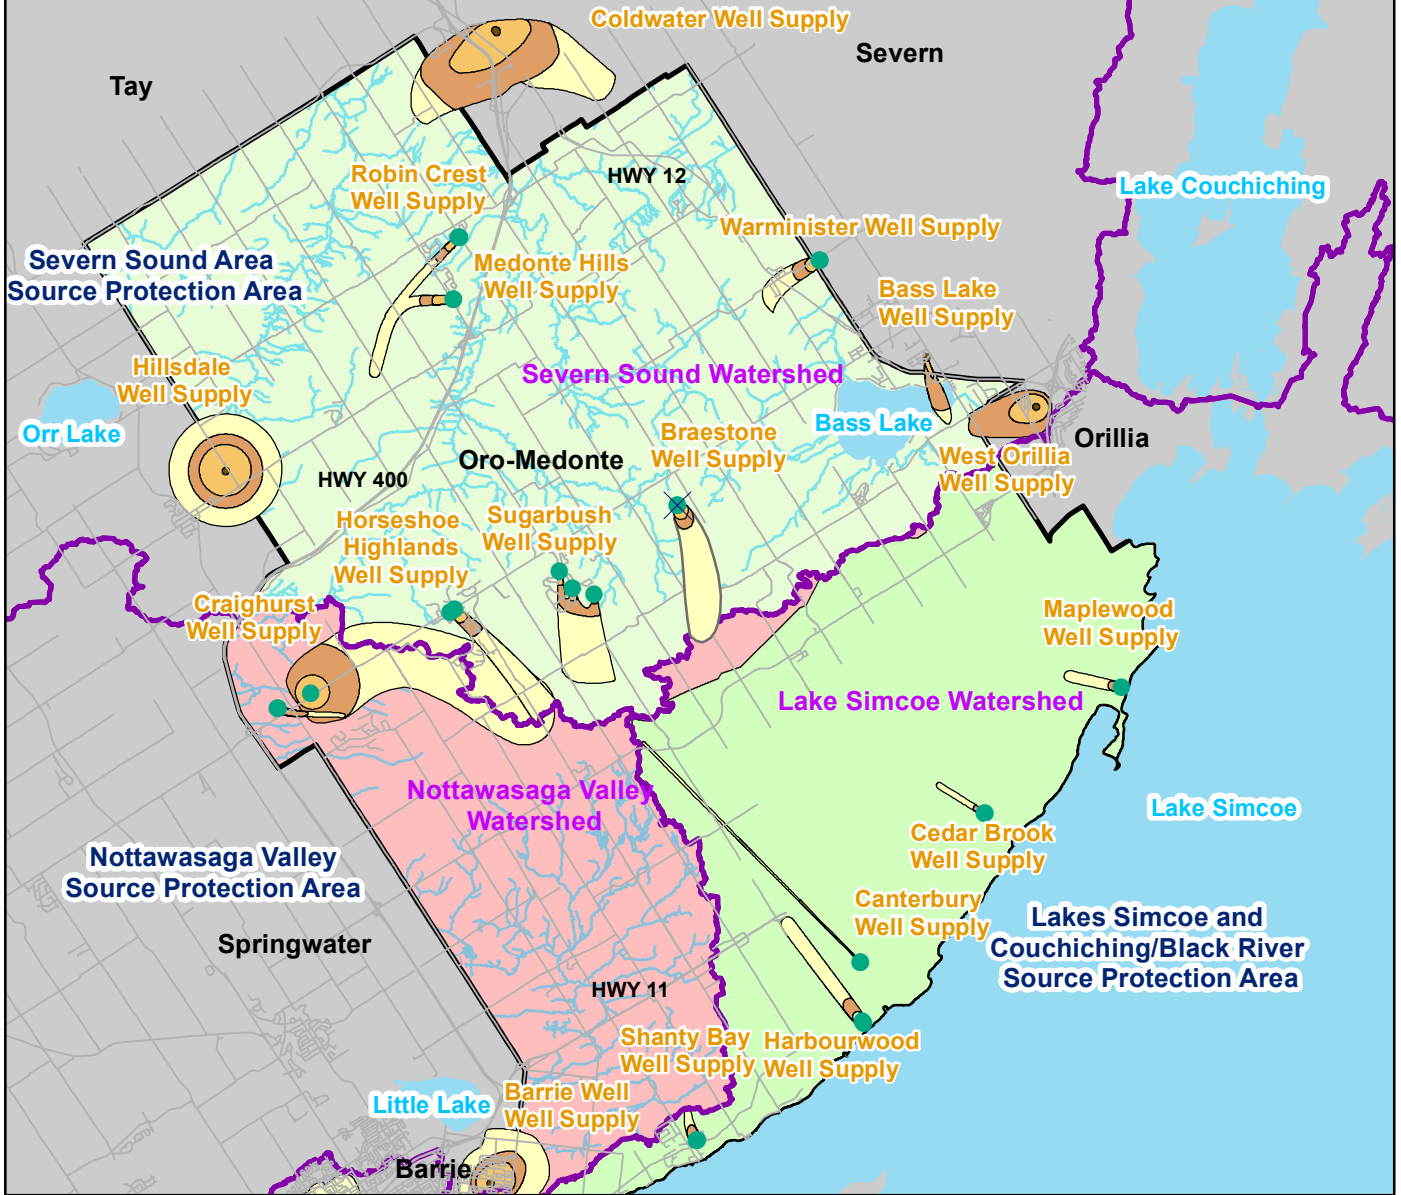 Coldwater Well Supply
Severn
Tay
Robin Crest
Well Supply
HWY 12
Lake Couchiching
Warminister Well Supply
Severn Sound Area
Source Protection Area
Medonte Hills
Well Supply
Bass Lake
Well Supply
Hillsdale
Well Supply
Severn Sound Watershed
Orr Lake
Bass Lake
Braestone
Well Supply
Orillia
Oro-Medonte
West Orillia
Well Supply
HWY 400
Horseshoe
Highlands
Well Supply
Sugarbush
Well Supply
Craighurst
Well Supply
Maplewood
Well Supply
Lake Simcoe Watershed
Nottawasaga Valley
Watershed
Lake Simcoe
Cedar Brook
Well Supply
Nottawasaga Valley
Source Protection Area
Canterbury
Well Supply
Lakes Simcoe and
Couchiching/Black River
Source Protection Area
Springwater
HWY 11
Shanty Bay
Well Supply
Harbourwood
Well Supply
Little Lake
Barrie Well
Well Supply
Barrie